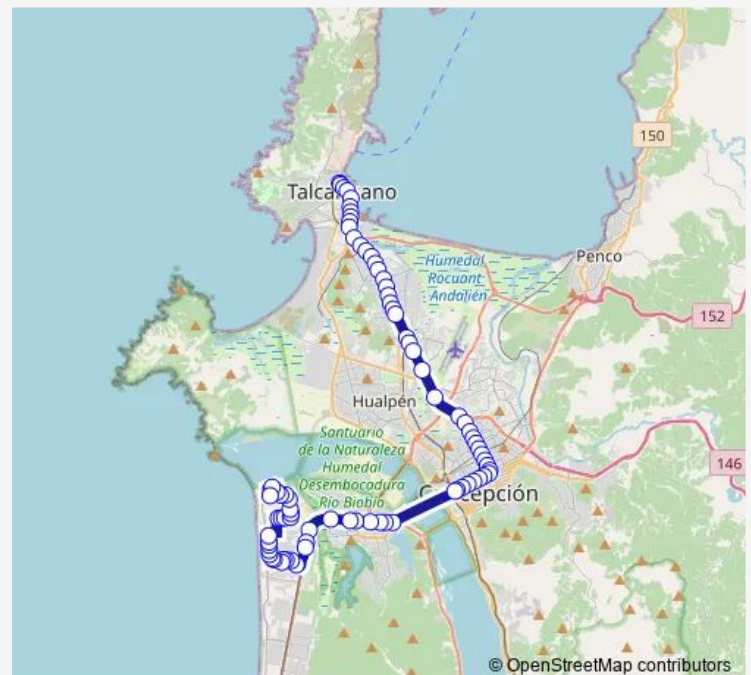 150
Talcahuano
Penco
Humedal
Rocuant-
Andalién
152
Hualpén
Santuario
de la Naturaleza
Humedal
Desembocadura
Río Biobío
146
Concepción
© OpenStreetMap contributors